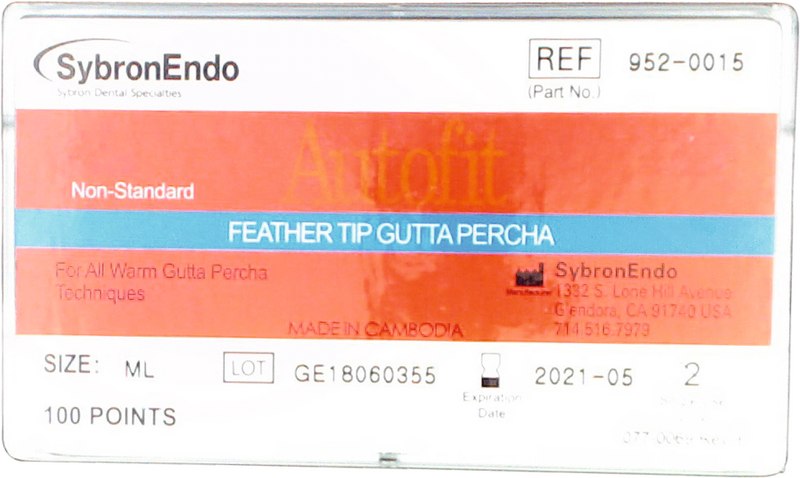 SybronEndo
Sybron Dental Specialties
REF 952-0015
(Part No.)
Autofit
Non-Standard
FEATHER TIP GUTTA PERCHA
For All Warm Gutta Percha
Techniques
MADE IN CAMBODIA
SybronEndo
Manufacturer
1332 S. Lone Hill Avenue
Glendora, CA 91740 USA
714.516.7979
SIZE: ML
LOT GE18060355
Expiration
Date
2021-05
2
100 POINTS